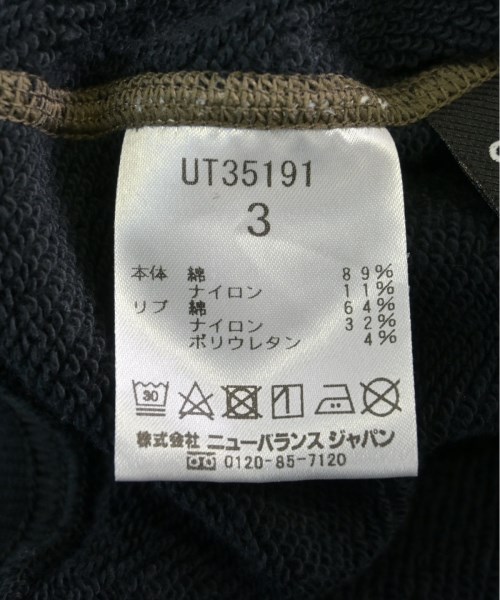 UT35191
3
本体 綿 89%
ナイロン 11%
リブ 綿 64%
ナイロン 32%
ポリウレタン 4%
30
株式会社 ニューバランス ジャパン
0120-85-7120